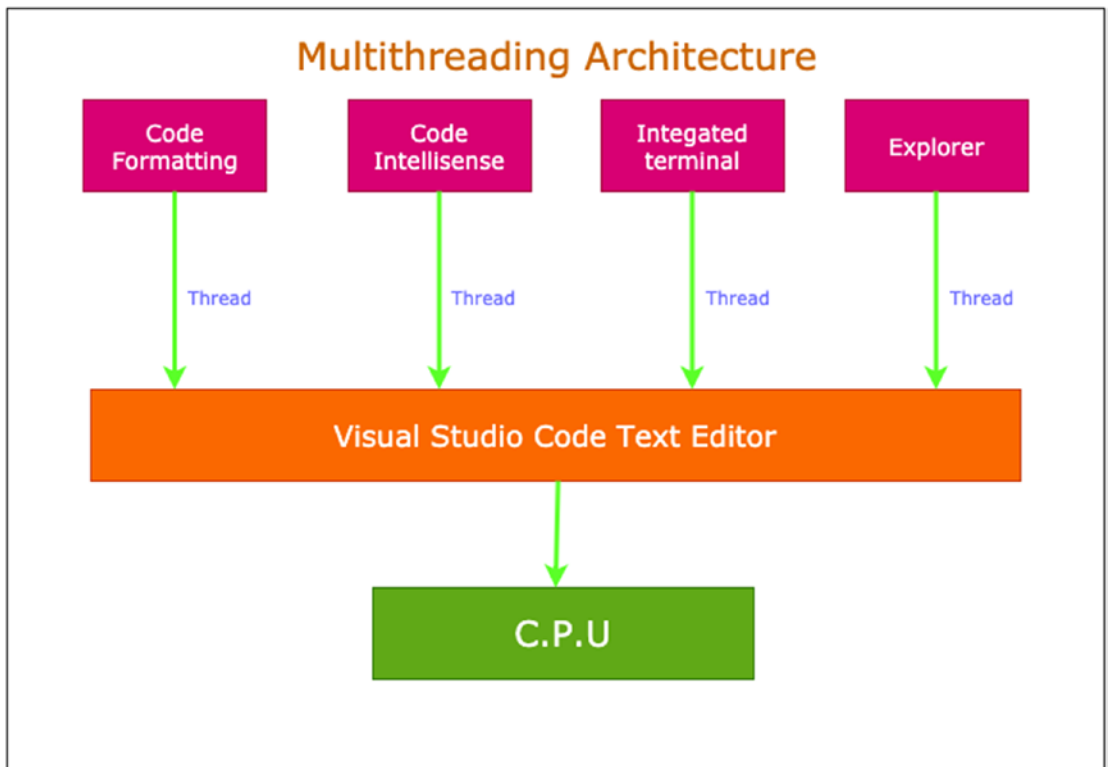 Multithreading Architecture
Code
Formatting
Code
Intellisense
Integated
terminal
Explorer
Thread
Thread
Thread
Thread
Visual Studio Code Text Editor
C.P.U